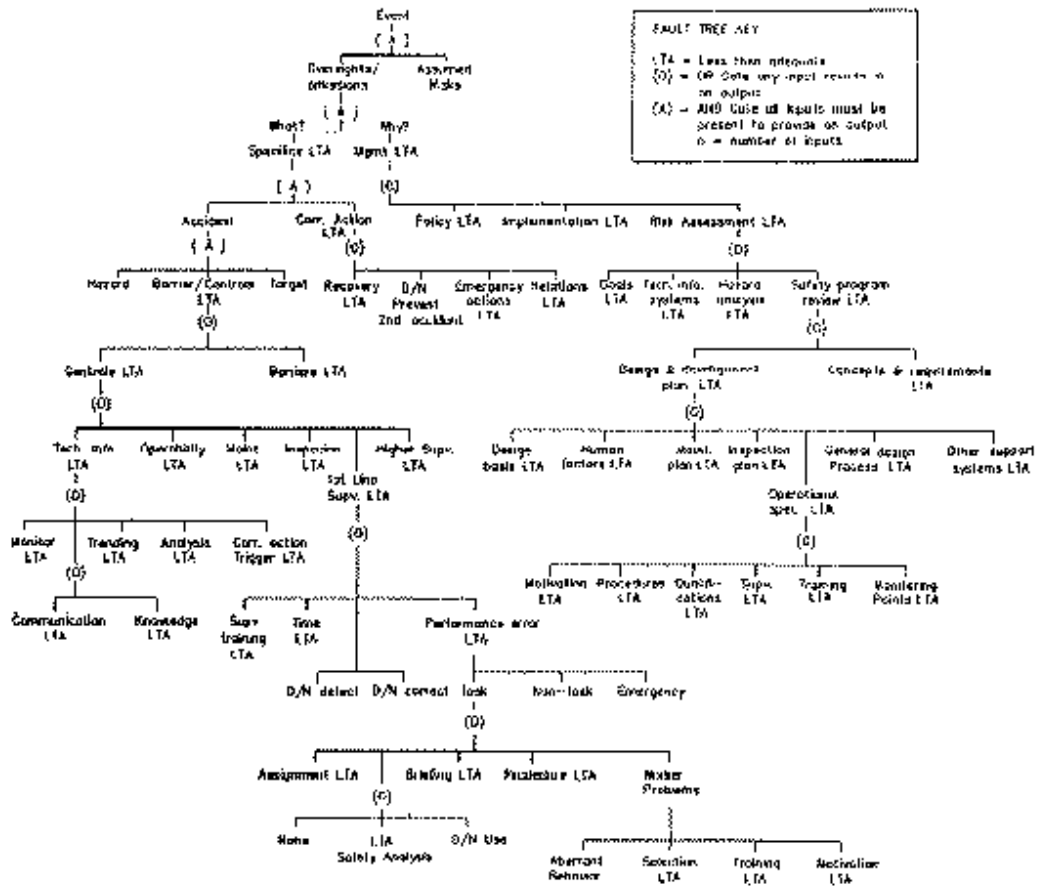 Event
( A )
Oversights/
omissions
Assumed
Risks
( A )
What?
Why?
Specifics LTA
Mgmt LTA
( A )
(O)
Accident
Corr. Action
LTA
Policy LTA
Implementation LTA
Risk Assessment LTA
( A )
(O)
(O)
Hazard
Barrier/Controls
LTA
Target
Recovery
LTA
D/N
Prevent
2nd accident
Emergency
actions
LTA
Relations
LTA
Goals
LTA
Tech. info.
systems
LTA
Hazard
analysis
LTA
Safety program
review LTA
(O)
(O)
Controls LTA
Barriers LTA
Design & development
plan LTA
Concepts & requirements
LTA
(O)
(O)
Tech. info
LTA
Operability
LTA
LTA
Inspection
LTA
Higher Supv.
LTA
1st Line
Supv. LTA
Design
basis LTA
Human
factors LTA
Maint.
plan LTA
Inspection
plan LTA
General design
Process LTA
Other support
systems LTA
Operational
spec. LTA
(O)
(O)
(O)
Monitor
LTA
Trending
LTA
Analysis
LTA
Corr. action
Trigger LTA
(O)
Motivation
LTA
Procedures
LTA
Qualifi-
cations
LTA
Supv.
LTA
Training
LTA
Monitoring
Points LTA
Communication
LTA
Knowledge
LTA
Supv
training
LTA
Time
LTA
Performance error
LTA
D/N detect
D/N correct
Task
Non-task
Emergency
(O)
Assignment LTA
Briefing LTA
Procedure LTA
Problems
(O)
None
LTA
D/N Use
Safety Analysis
Aberrant
Behavior
Selection
LTA
Training
LTA
Motivation
LTA
FAULT TREE KEY
LTA = Less than adequate
(O) = OR Gate any input results in
an output
(A) = AND Gate all inputs must be
present to provide an output
n = number of inputs